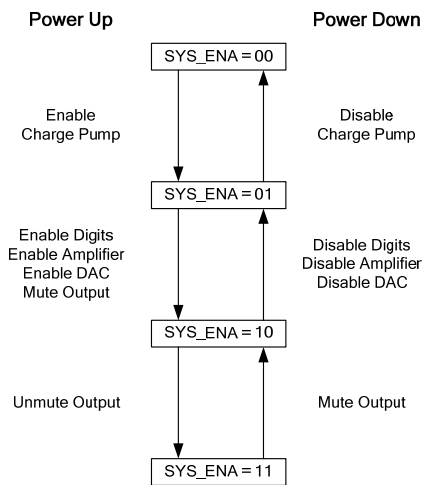 Power Up
Power Down
SYS_ENA = 00
Enable
Charge Pump
Disable
Charge Pump
SYS_ENA = 01
Enable Digits
Enable Amplifier
Enable DAC
Mute Output
Disable Digits
Disable Amplifier
Disable DAC
SYS_ENA = 10
Unmute Output
Mute Output
SYS_ENA = 11